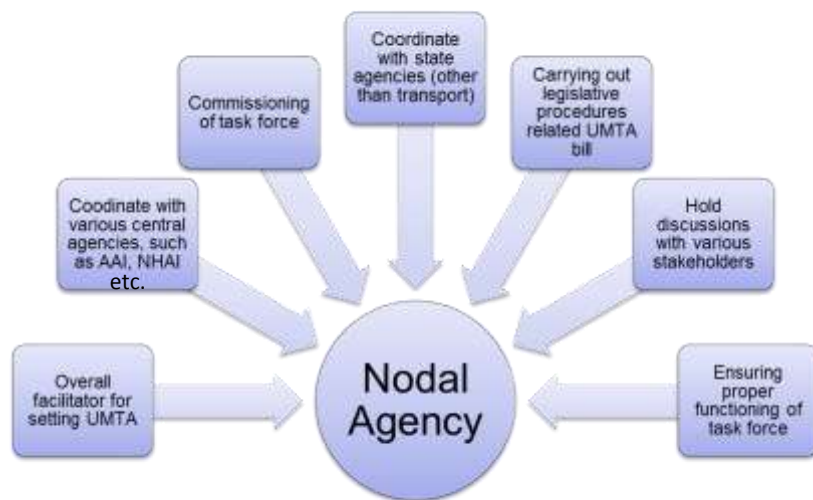 Overall
facilitator for
setting UMTA
Coodinate with
various central
agencies, such
as AAI, NHAI
etc.
Commissioning
of task force
Coordinate
with state
agencies (other
than transport)
Carrying out
legislative
procedures
related UMTA
bill
Hold
discussions
with various
stakeholders
Ensuring
proper
functioning of
task force
Nodal
Agency